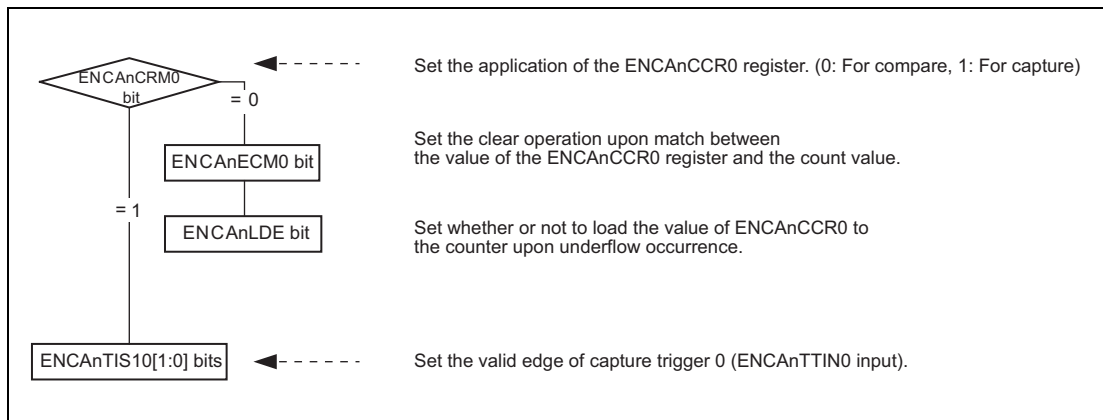 ENCAnCRM0
bit
Set the application of the ENCAnCCR0 register. (0: For compare, 1: For capture)
= 0
Set the clear operation upon match between
the value of the ENCAnCCR0 register and the count value.
ENCAnECM0 bit
= 1
ENCAnLDE bit
Set whether or not to load the value of ENCAnCCR0 to
the counter upon underflow occurrence.
ENCAnTIS10[1:0] bits
Set the valid edge of capture trigger 0 (ENCAnTTIN0 input).